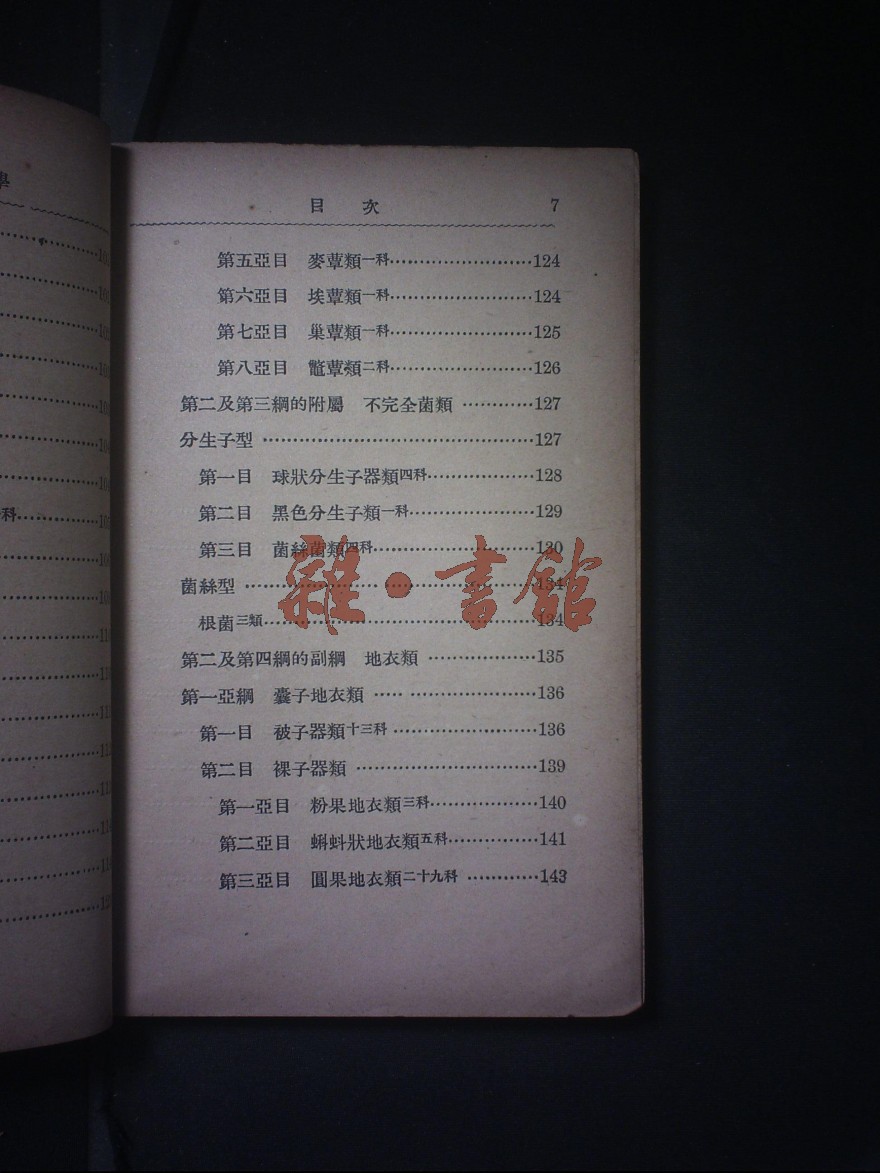 目 次 7
第五亞目 麥蕈類一科························124
第六亞目 埃蕈類一科························124
第七亞目 巢蕈類一科························125
第八亞目 鼈蕈類二科························126
第二及第三綱的附屬 不完全菌類 ············127
分生子型 ·············································127
第一目 球狀分生子器類四科··················128
第二目 黑色分生子類一科·····················129
第三目 菌絲菌類四科···························130
菌絲型 ················································134
根菌三類·············································134
第二及第四綱的副綱 地衣類 ··················135
第一亞綱 囊子地衣類 ··························136
第一目 被子器類十三科 ························136
第二目 裸子器類 ······························139
第一亞目 粉果地衣類三科··················140
第二亞目 蝌蚪狀地衣類五科···············141
第三亞目 圓果地衣類二十九科 ············143
雜·書館